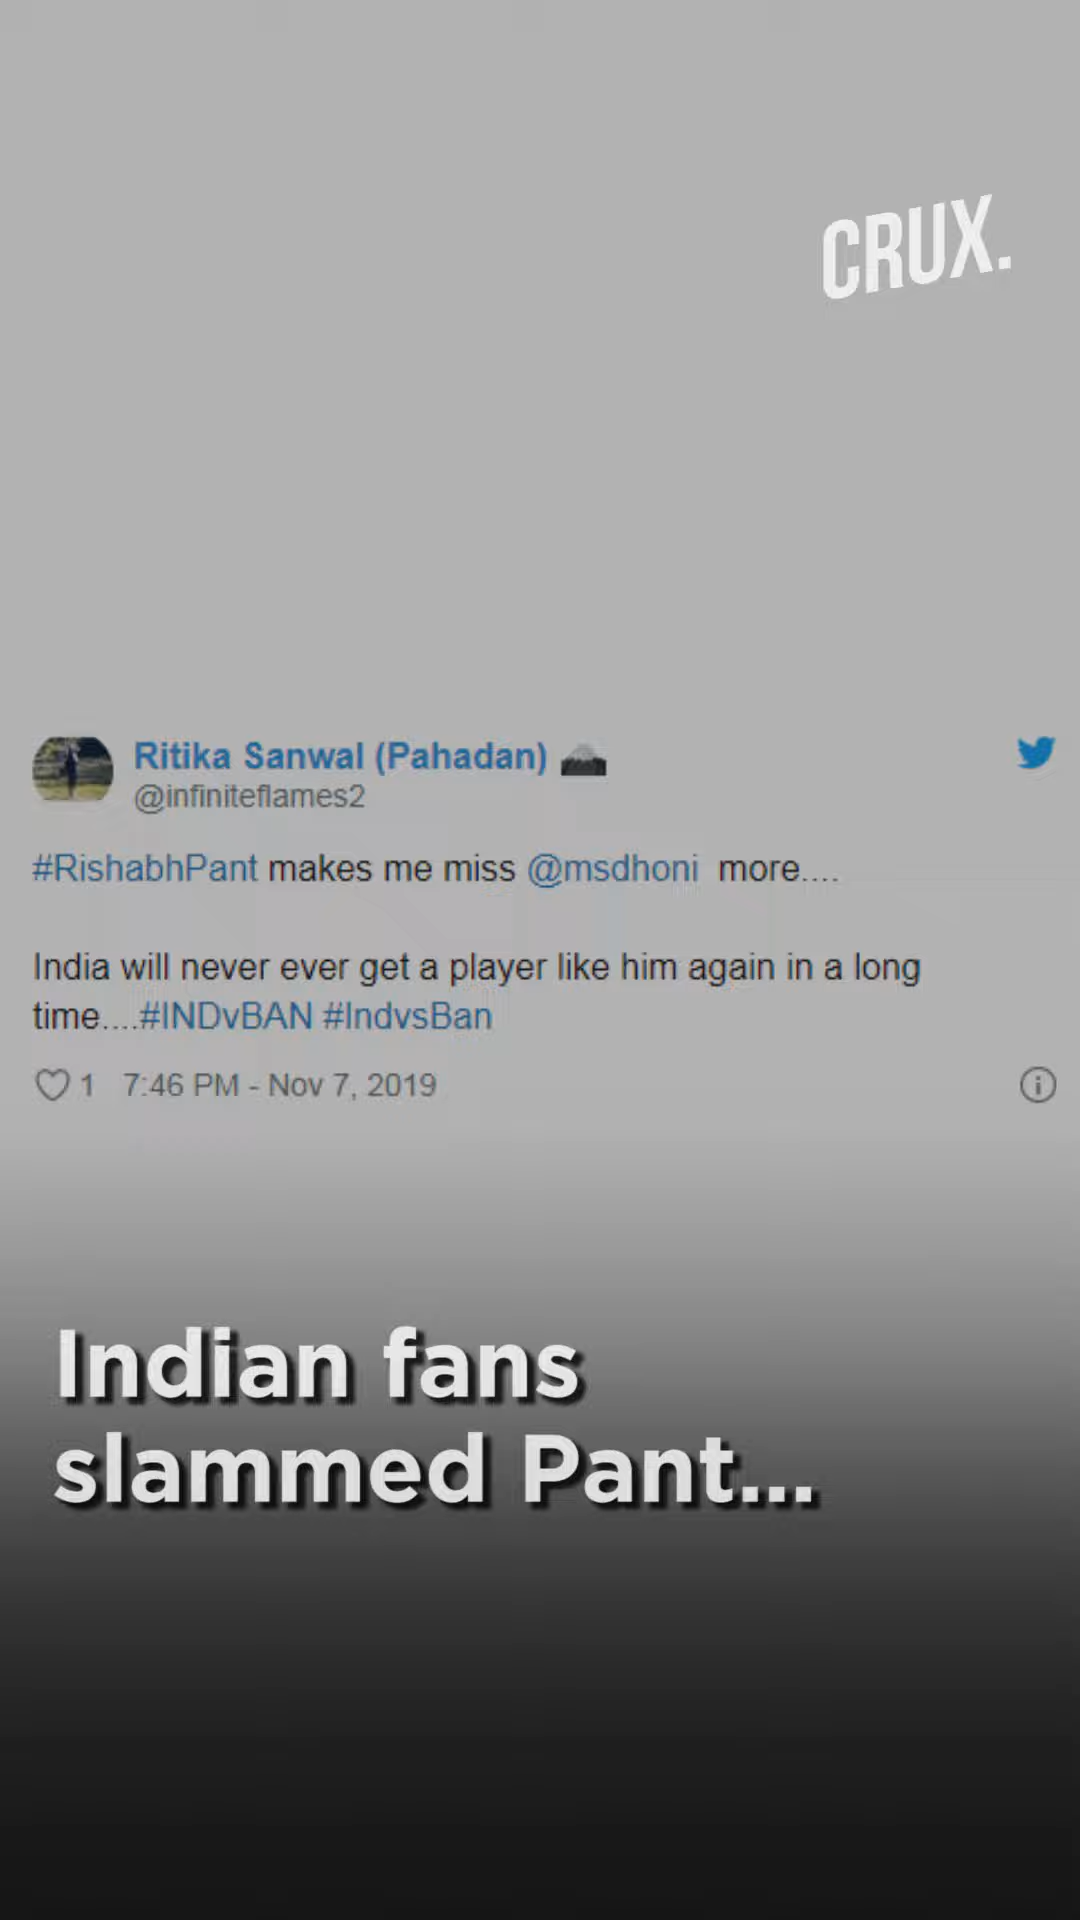 CRUX.
Ritika Sanwal (Pahadan)
@infiniteflames2
#RishabhPant makes me miss @msdhoni more....
India will never ever get a player like him again in a long
time....#INDvBAN #IndvsBan
1 7:46 PM - Nov 7, 2019
Indian fans
slammed Pant...